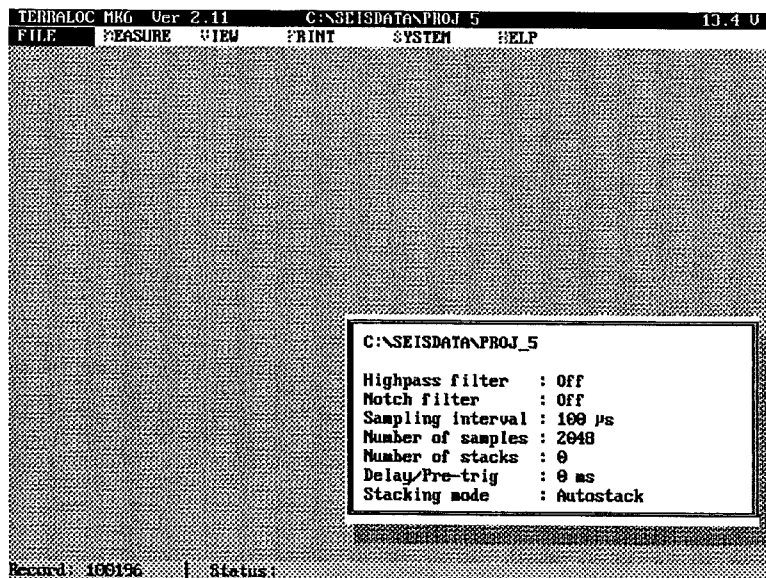 TERRALOC MKG Ver 2.11 C:\SEISDATA\PROJ_5 13.4 V
FILE MEASURE VIEW PRINT SYSTEM HELP
C:\SEISDATA\PROJ_5
Highpass filter : Off
Notch filter : Off
Sampling interval : 100 µs
Number of samples : 2048
Number of stacks : 0
Delay/Pre-trig : 0 ms
Stacking mode : Autostack
Record: 100196 | Status: